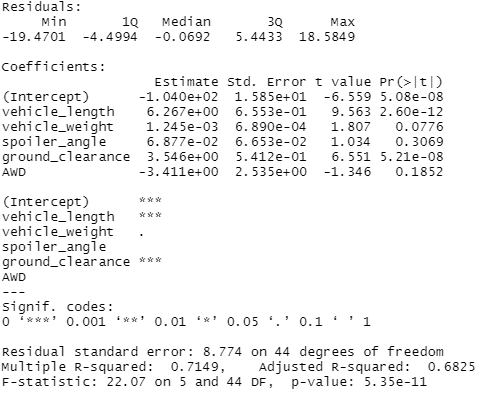 Residuals:
     Min       1Q   Median       3Q      Max
-19.4701  -4.4994  -0.0692   5.4433  18.5849

Coefficients:
                   Estimate Std. Error t value Pr(>|t|)
(Intercept)      -1.040e+02  1.585e+01  -6.559 5.08e-08
vehicle_length    6.267e+00  6.553e-01   9.563 2.60e-12
vehicle_weight    1.245e-03  6.890e-04   1.807   0.0776
spoiler_angle     6.877e-02  6.653e-02   1.034   0.3069
ground_clearance  3.546e+00  5.412e-01   6.551 5.21e-08
AWD              -3.411e+00  2.535e+00  -1.346   0.1852

(Intercept)      ***
vehicle_length   ***
vehicle_weight   .
spoiler_angle
ground_clearance ***
AWD
---
Signif. codes:
0 ‘***’ 0.001 ‘**’ 0.01 ‘*’ 0.05 ‘.’ 0.1 ‘ ’ 1

Residual standard error: 8.774 on 44 degrees of freedom
Multiple R-squared:  0.7149,    Adjusted R-squared:  0.6825
F-statistic: 22.07 on 5 and 44 DF,  p-value: 5.35e-11